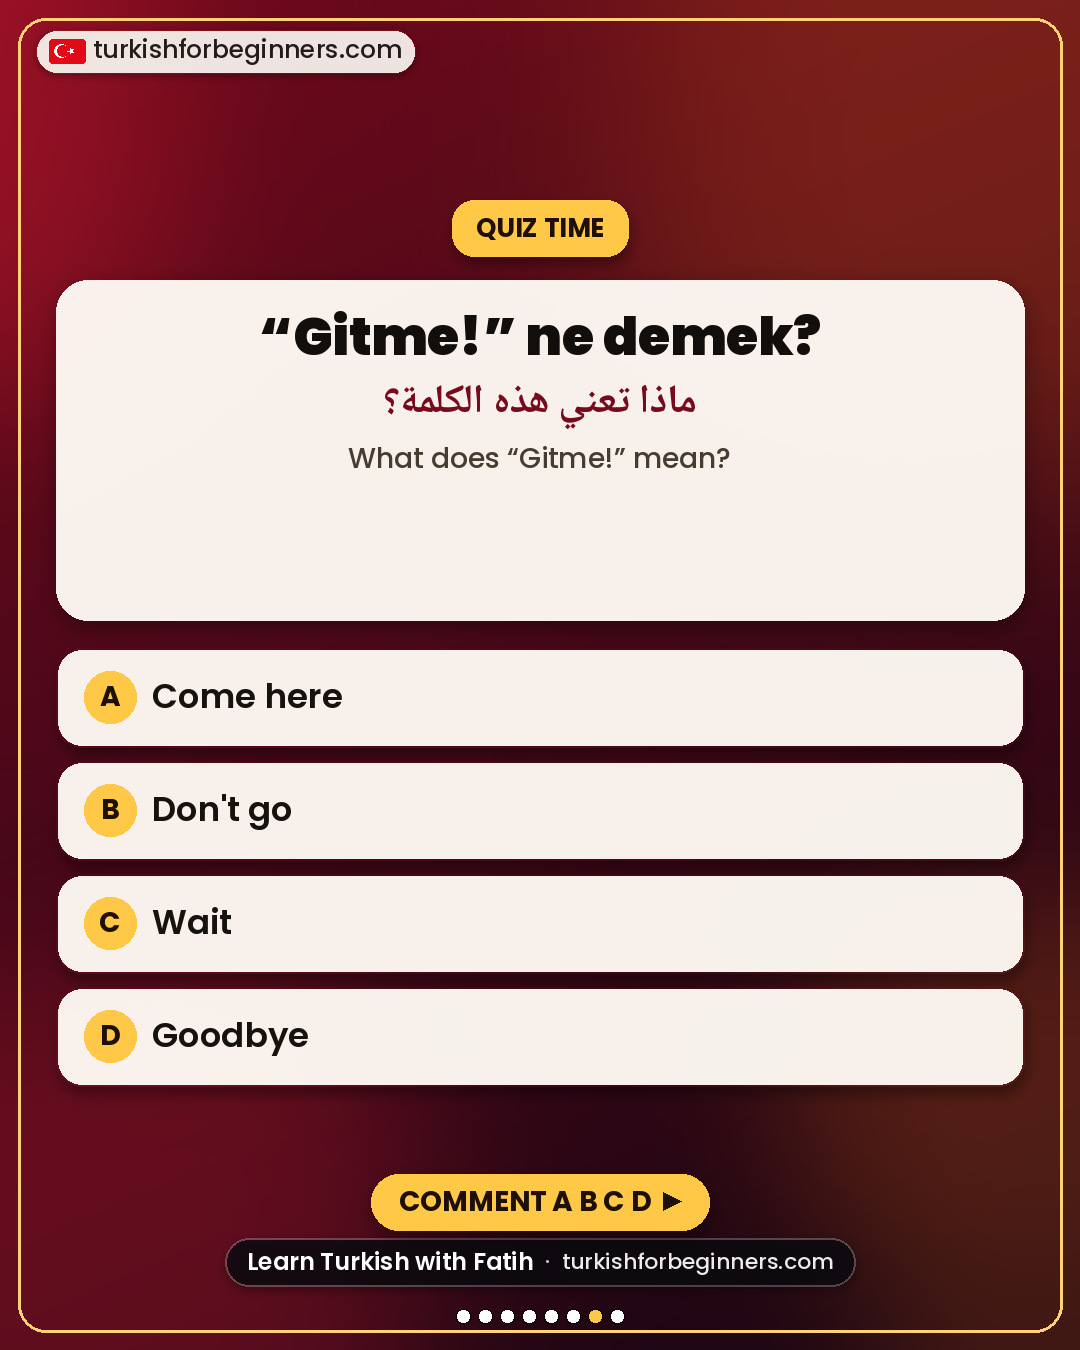 turkishforbeginners.com
QUIZ TIME
“Gitme!” ne demek?
ماذا تعني هذه الكلمة؟
What does “Gitme!” mean?
A Come here
B Don't go
C Wait
D Goodbye
COMMENT A B C D ▶
Learn Turkish with Fatih · turkishforbeginners.com